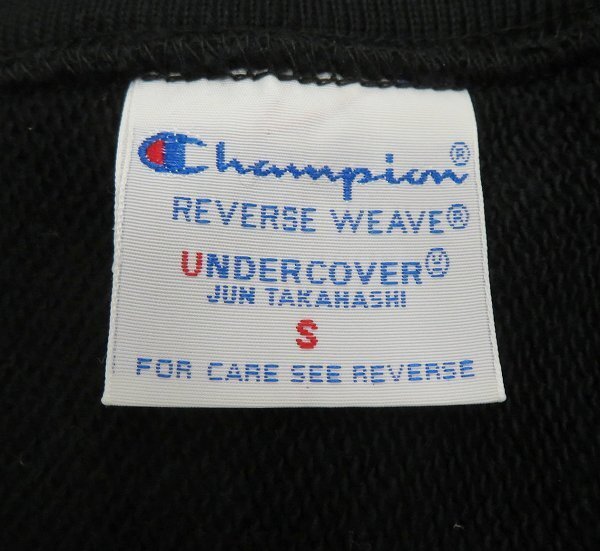 Champion®
REVERSE WEAVE®
UNDERCOVER
JUN TAKAHASHI
S
FOR CARE SEE REVERSE